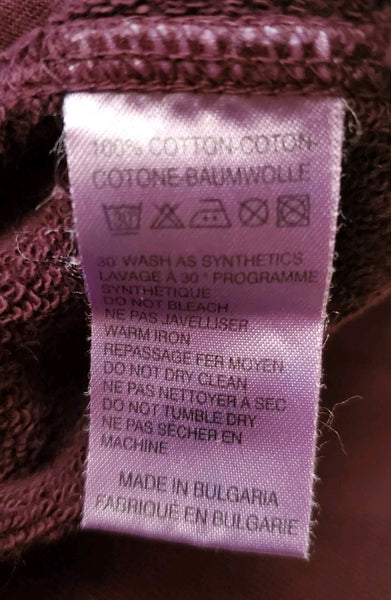 100% COTTON-COTON-
COTONE-BAUMWOLLE
30
30° WASH AS SYNTHETICS
LAVAGE A 30° PROGRAMME
SYNTHETIQUE
DO NOT BLEACH
NE PAS JAVELLISER
WARM IRON
REPASSAGE FER MOYEN
DO NOT DRY CLEAN
NE PAS NETTOYER A SEC
DO NOT TUMBLE DRY
NE PAS SECHER EN
MACHINE
MADE IN BULGARIA
FABRIQUE EN BULGARIE